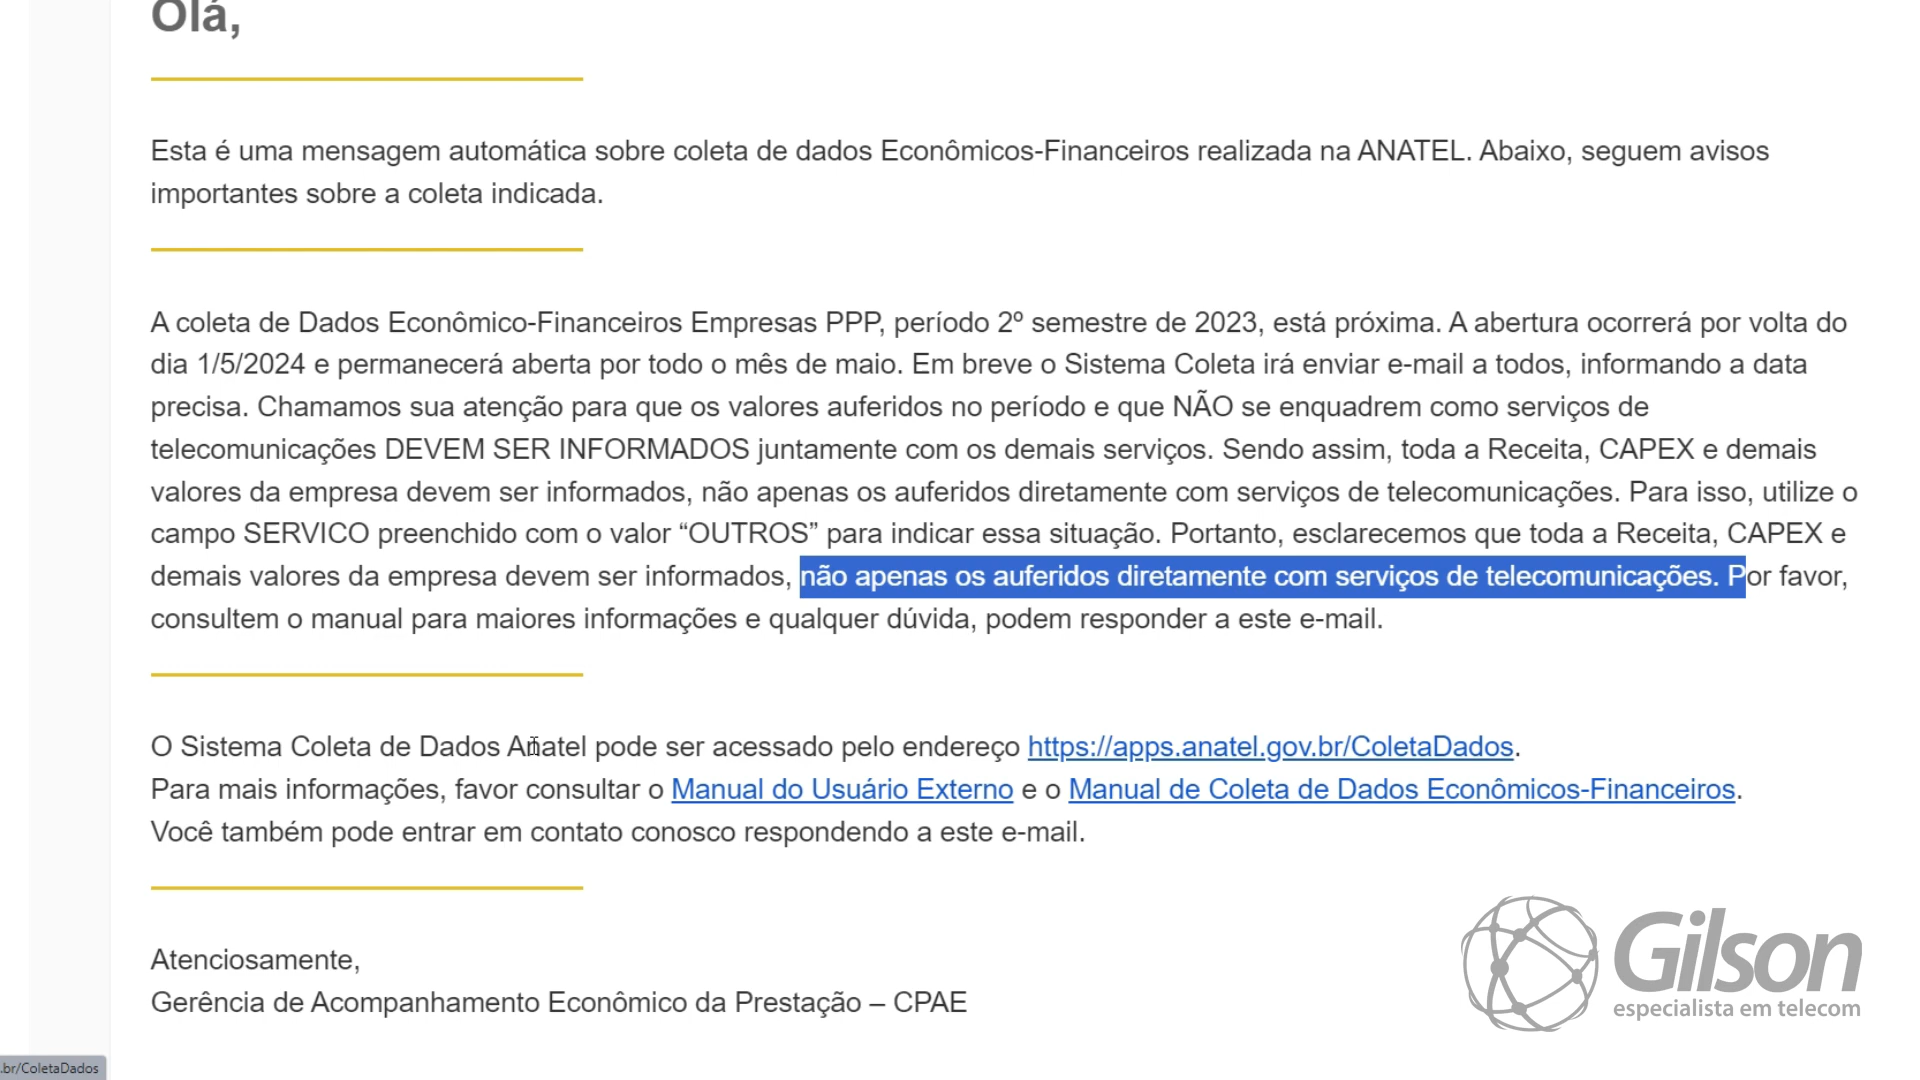 Olá,
Esta é uma mensagem automática sobre coleta de dados Econômicos-Financeiros realizada na ANATEL. Abaixo, seguem avisos
importantes sobre a coleta indicada.
A coleta de Dados Econômico-Financeiros Empresas PPP, período 2º semestre de 2023, está próxima. A abertura ocorrerá por volta do
dia 1/5/2024 e permanecerá aberta por todo o mês de maio. Em breve o Sistema Coleta irá enviar e-mail a todos, informando a data
precisa. Chamamos sua atenção para que os valores auferidos no período e que NÃO se enquadrem como serviços de
telecomunicações DEVEM SER INFORMADOS juntamente com os demais serviços. Sendo assim, toda a Receita, CAPEX e demais
valores da empresa devem ser informados, não apenas os auferidos diretamente com serviços de telecomunicações. Para isso, utilize o
campo SERVICO preenchido com o valor “OUTROS” para indicar essa situação. Portanto, esclarecemos que toda a Receita, CAPEX e
demais valores da empresa devem ser informados, não apenas os auferidos diretamente com serviços de telecomunicações. Por favor,
consultem o manual para maiores informações e qualquer dúvida, podem responder a este e-mail.
O Sistema Coleta de Dados Anatel pode ser acessado pelo endereço https://apps.anatel.gov.br/ColetaDados.
Para mais informações, favor consultar o Manual do Usuário Externo e o Manual de Coleta de Dados Econômicos-Financeiros.
Você também pode entrar em contato conosco respondendo a este e-mail.
Atenciosamente,
Gerência de Acompanhamento Econômico da Prestação – CPAE
Gilson
especialista em telecom
.br/ColetaDados